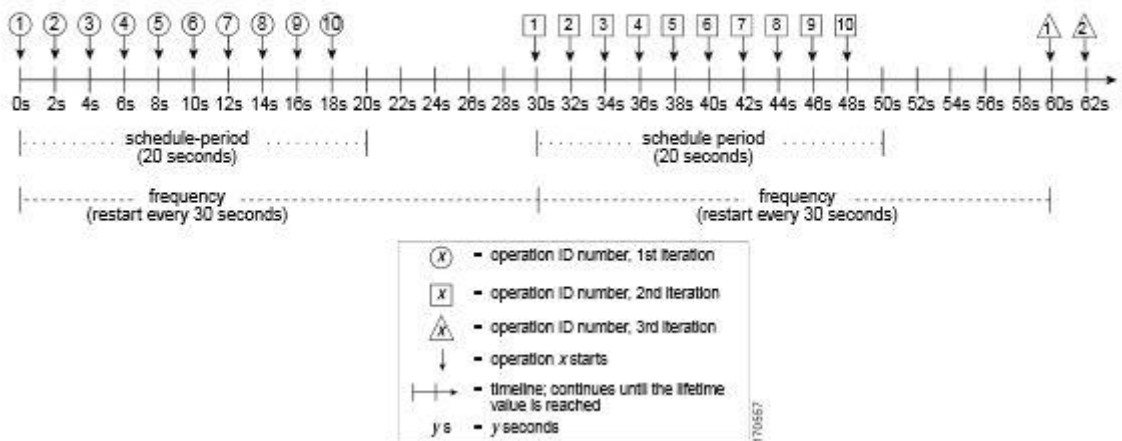 1 2 3 4 5 6 7 8 9 10 1 2 3 4 5 6 7 8 9 10 1 2
0s 2s 4s 6s 8s 10s 12s 14s 16s 18s 20s 22s 24s 26s 28s 30s 32s 34s 36s 38s 40s 42s 44s 46s 48s 50s 52s 54s 56s 58s 60s 62s
schedule-period
(20 seconds)
schedule period
(20 seconds)
frequency
(restart every 30 seconds)
frequency
(restart every 30 seconds)
x = operation ID number, 1st iteration
x = operation ID number, 2nd iteration
x = operation ID number, 3rd iteration
= operation x starts
= timeline; continues until the lifetime
value is reached
y s = y seconds
170557